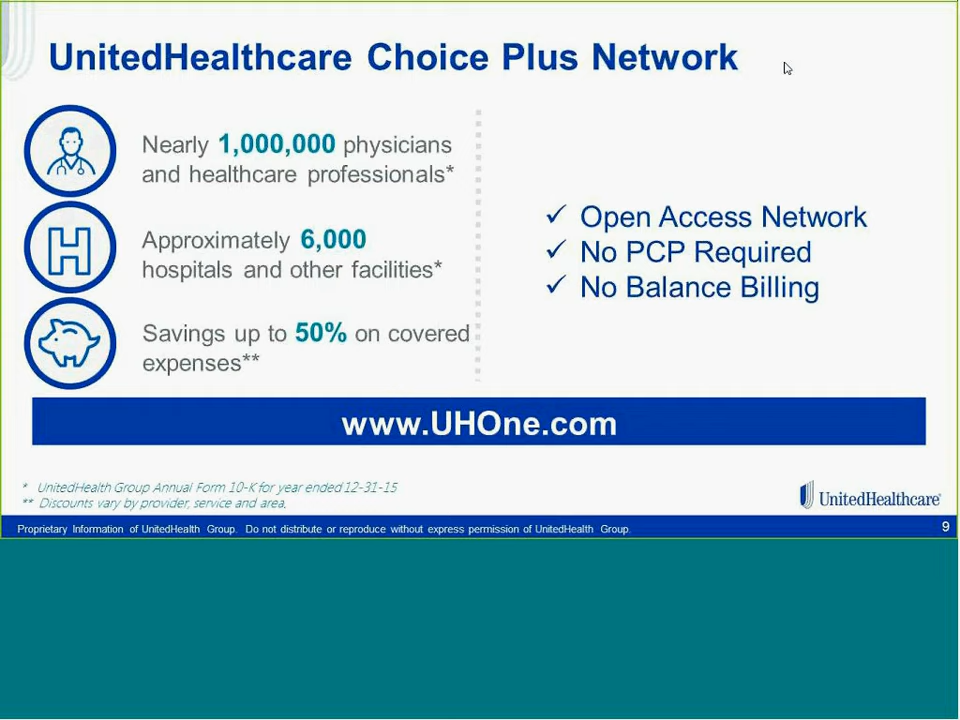 UnitedHealthcare Choice Plus Network
Nearly 1,000,000 physicians
and healthcare professionals*
Approximately 6,000
hospitals and other facilities*
Savings up to 50% on covered
expenses**
✓ Open Access Network
✓ No PCP Required
✓ No Balance Billing
www.UHOne.com
* UnitedHealth Group Annual Form 10-K for year ended 12-31-15
** Discounts vary by provider, service and area.
UnitedHealthcare®
Proprietary Information of UnitedHealth Group. Do not distribute or reproduce without express permission of UnitedHealth Group.
9